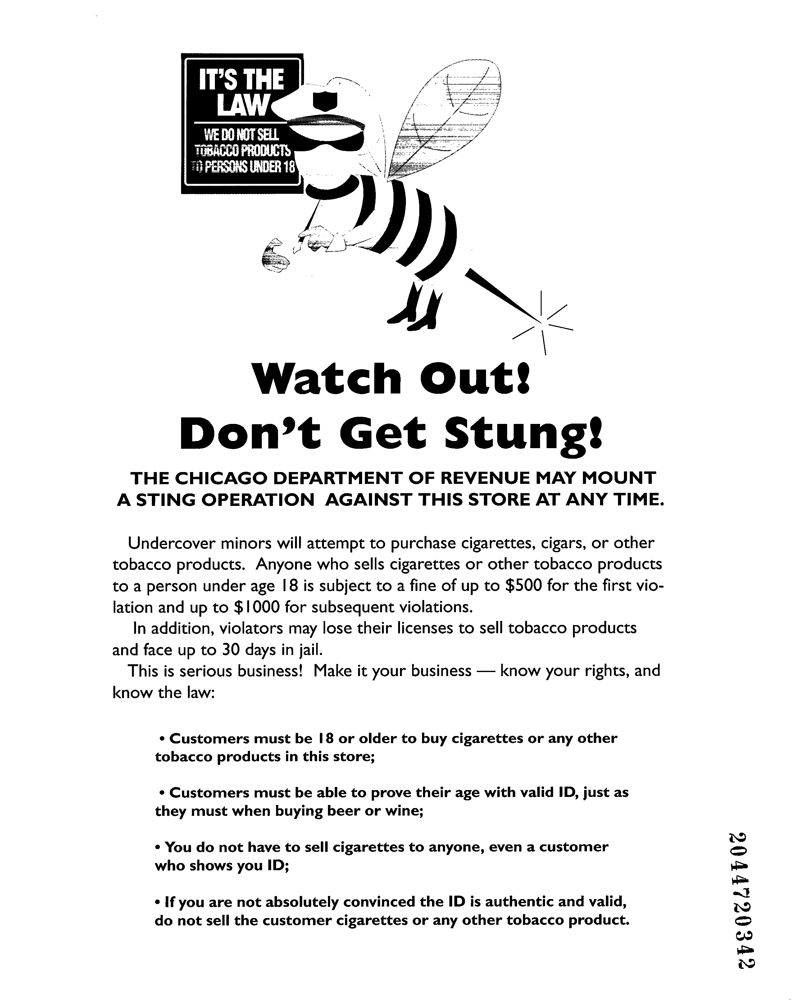 IT'S THE
LAW
WE DO NOT SELL
TOBACCO PRODUCTS
TO PERSONS UNDER 18
Watch Out!
Don't Get Stung!
THE CHICAGO DEPARTMENT OF REVENUE MAY MOUNT
A STING OPERATION AGAINST THIS STORE AT ANY TIME.
Undercover minors will attempt to purchase cigarettes, cigars, or other
tobacco products. Anyone who sells cigarettes or other tobacco products
to a person under age 18 is subject to a fine of up to $500 for the first vio-
lation and up to $1000 for subsequent violations.
In addition, violators may lose their licenses to sell tobacco products
and face up to 30 days in jail.
This is serious business! Make it your business — know your rights, and
know the law:
• Customers must be 18 or older to buy cigarettes or any other
tobacco products in this store;
• Customers must be able to prove their age with valid ID, just as
they must when buying beer or wine;
• You do not have to sell cigarettes to anyone, even a customer
who shows you ID;
• If you are not absolutely convinced the ID is authentic and valid,
do not sell the customer cigarettes or any other tobacco product.
2044720342